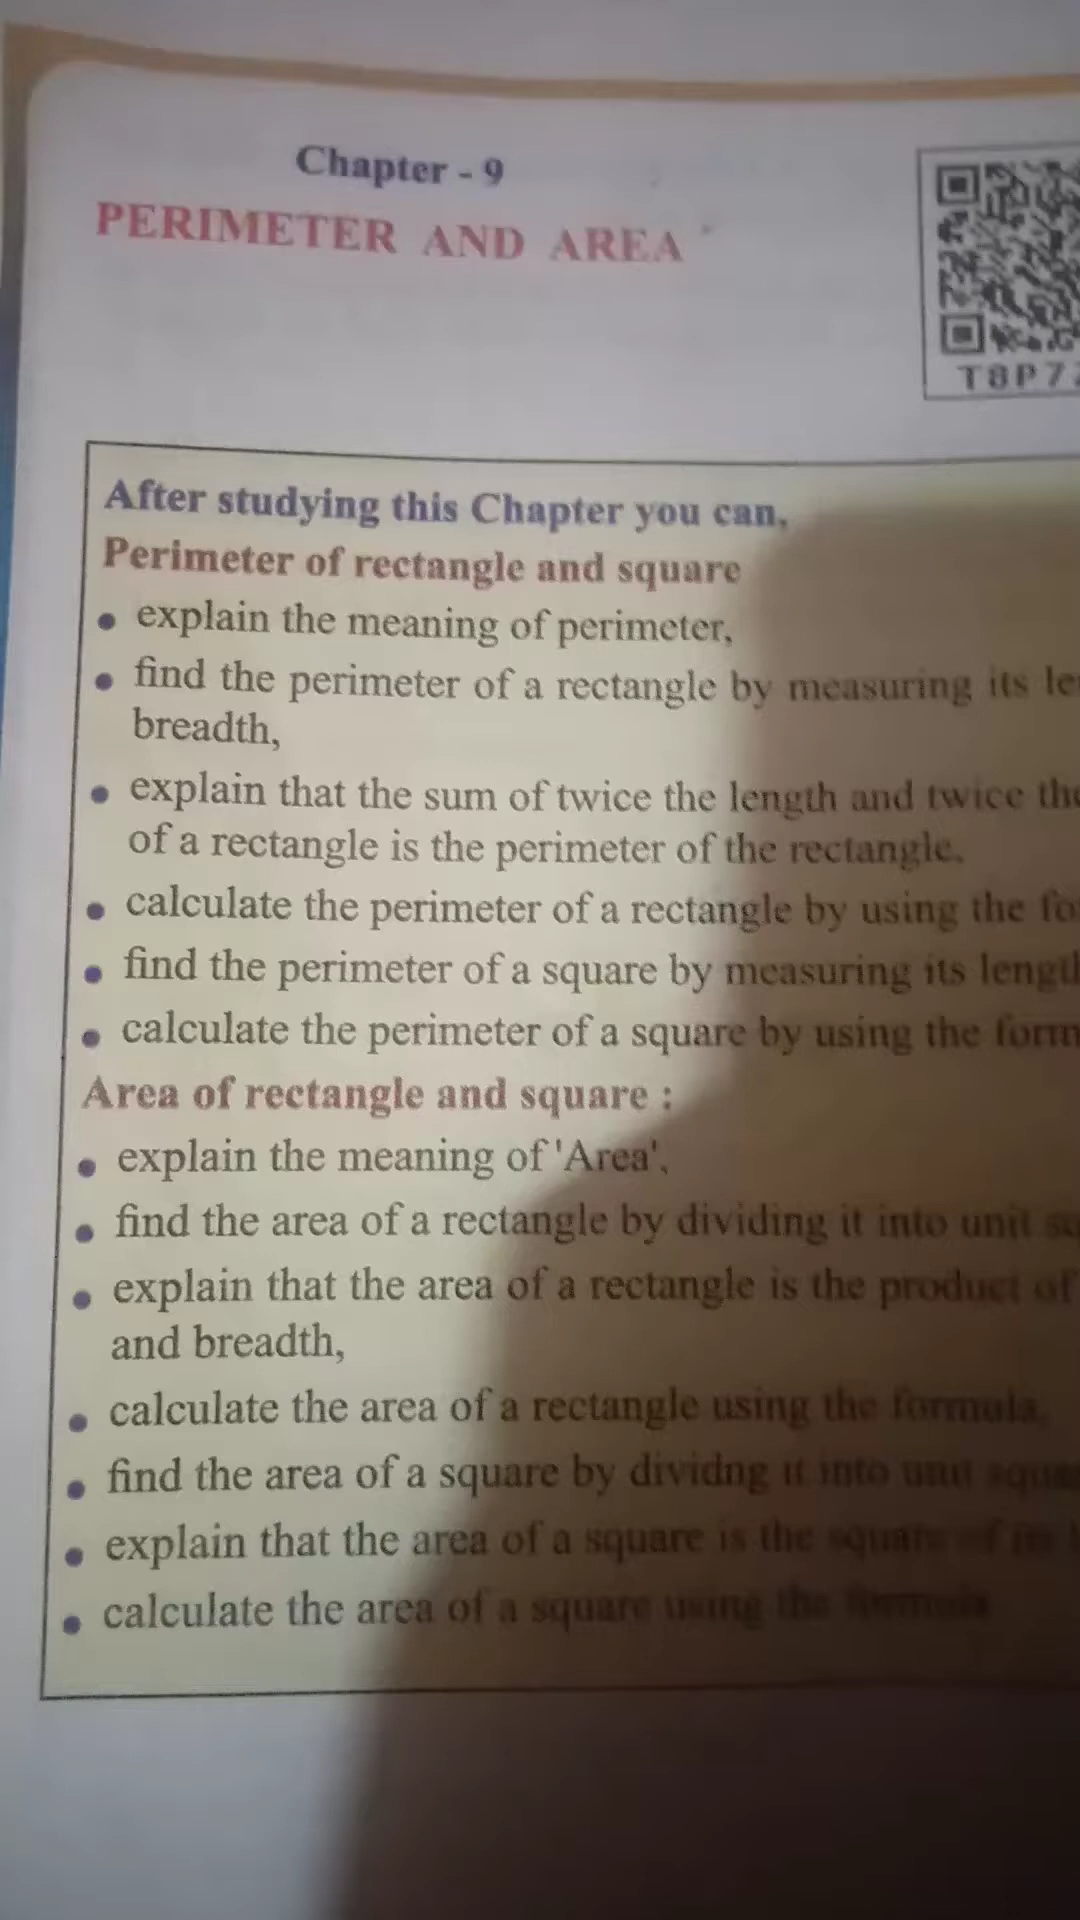 Chapter - 9
PERIMETER AND AREA
T8P7
After studying this Chapter you can,
Perimeter of rectangle and square
• explain the meaning of perimeter,
• find the perimeter of a rectangle by measuring its
breadth,
• explain that the sum of twice the length and twice
of a rectangle is the perimeter of the rectangle.
• calculate the perimeter of a rectangle by using the
• find the perimeter of a square by measuring its
• calculate the perimeter of a square by using the
Area of rectangle and square :
• explain the meaning of 'Area',
• find the area of a rectangle by dividing it into unit
• explain that the area of a rectangle is the product of
and breadth,
• calculate the area of a rectangle using the formula,
• find the area of a square by dividng it into unit
• explain that the area of a square is the square of its
• calculate the area of a square using the formula